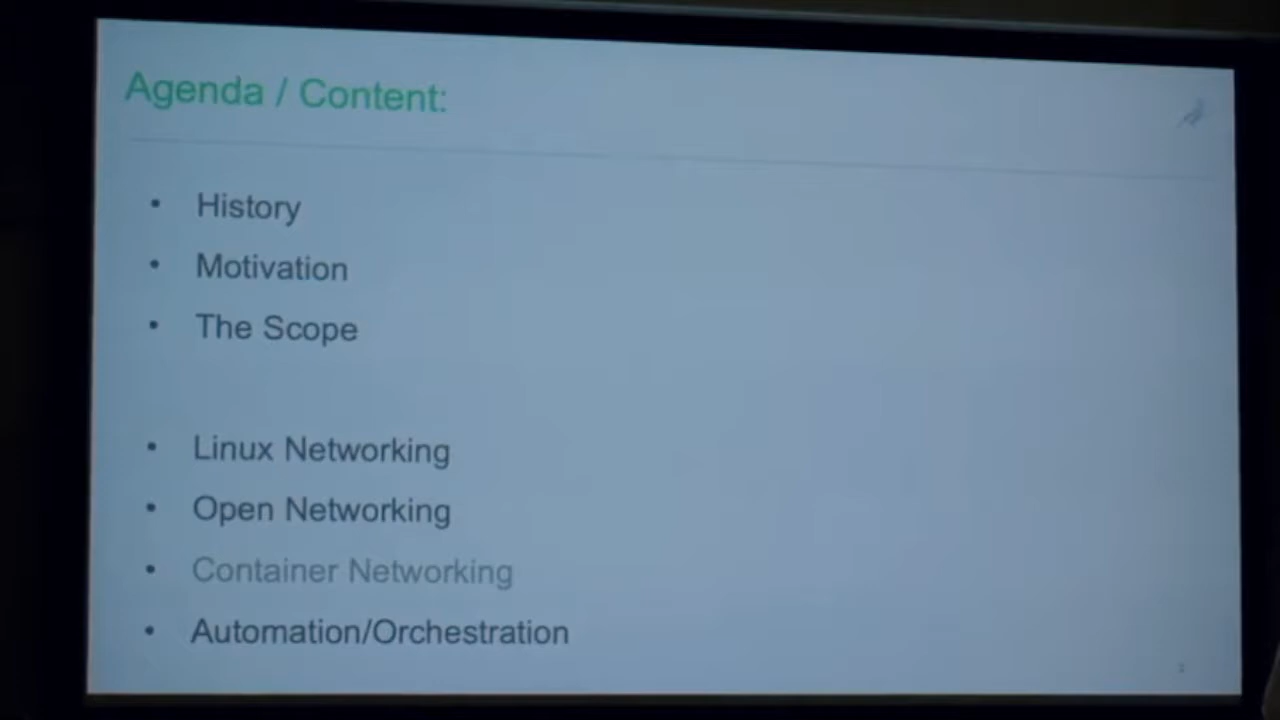 Agenda / Content:
• History
• Motivation
• The Scope
• Linux Networking
• Open Networking
• Container Networking
• Automation/Orchestration